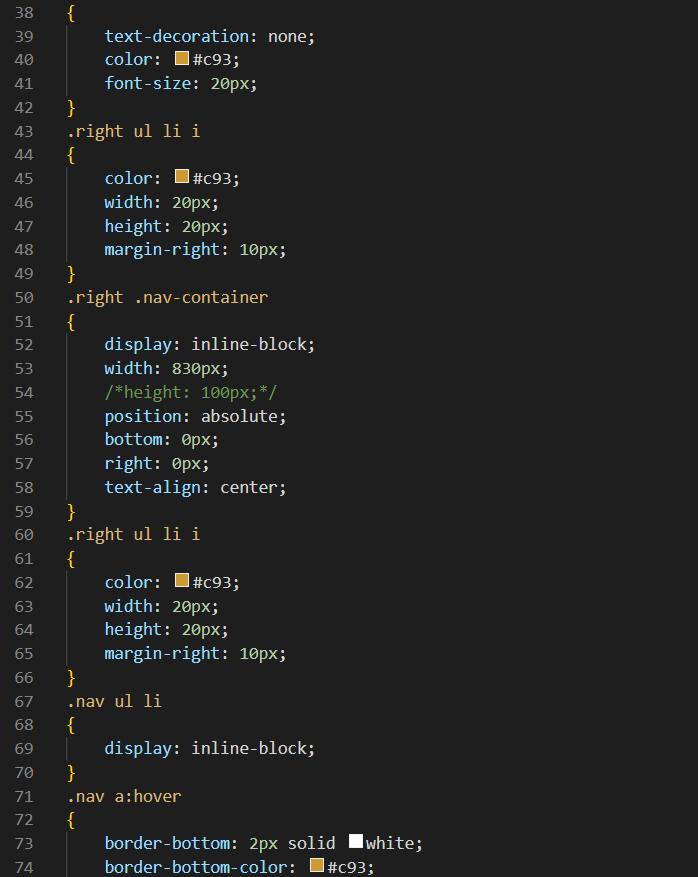 38 {
39 text-decoration: none;
40 color: #c93;
41 font-size: 20px;
42 }
43 .right ul li i
44 {
45 color: #c93;
46 width: 20px;
47 height: 20px;
48 margin-right: 10px;
49 }
50 .right .nav-container
51 {
52 display: inline-block;
53 width: 830px;
54 /*height: 100px;*/
55 position: absolute;
56 bottom: 0px;
57 right: 0px;
58 text-align: center;
59 }
60 .right ul li i
61 {
62 color: #c93;
63 width: 20px;
64 height: 20px;
65 margin-right: 10px;
66 }
67 .nav ul li
68 {
69 display: inline-block;
70 }
71 .nav a:hover
72 {
73 border-bottom: 2px solid white;
74 border-bottom-color: #c93;